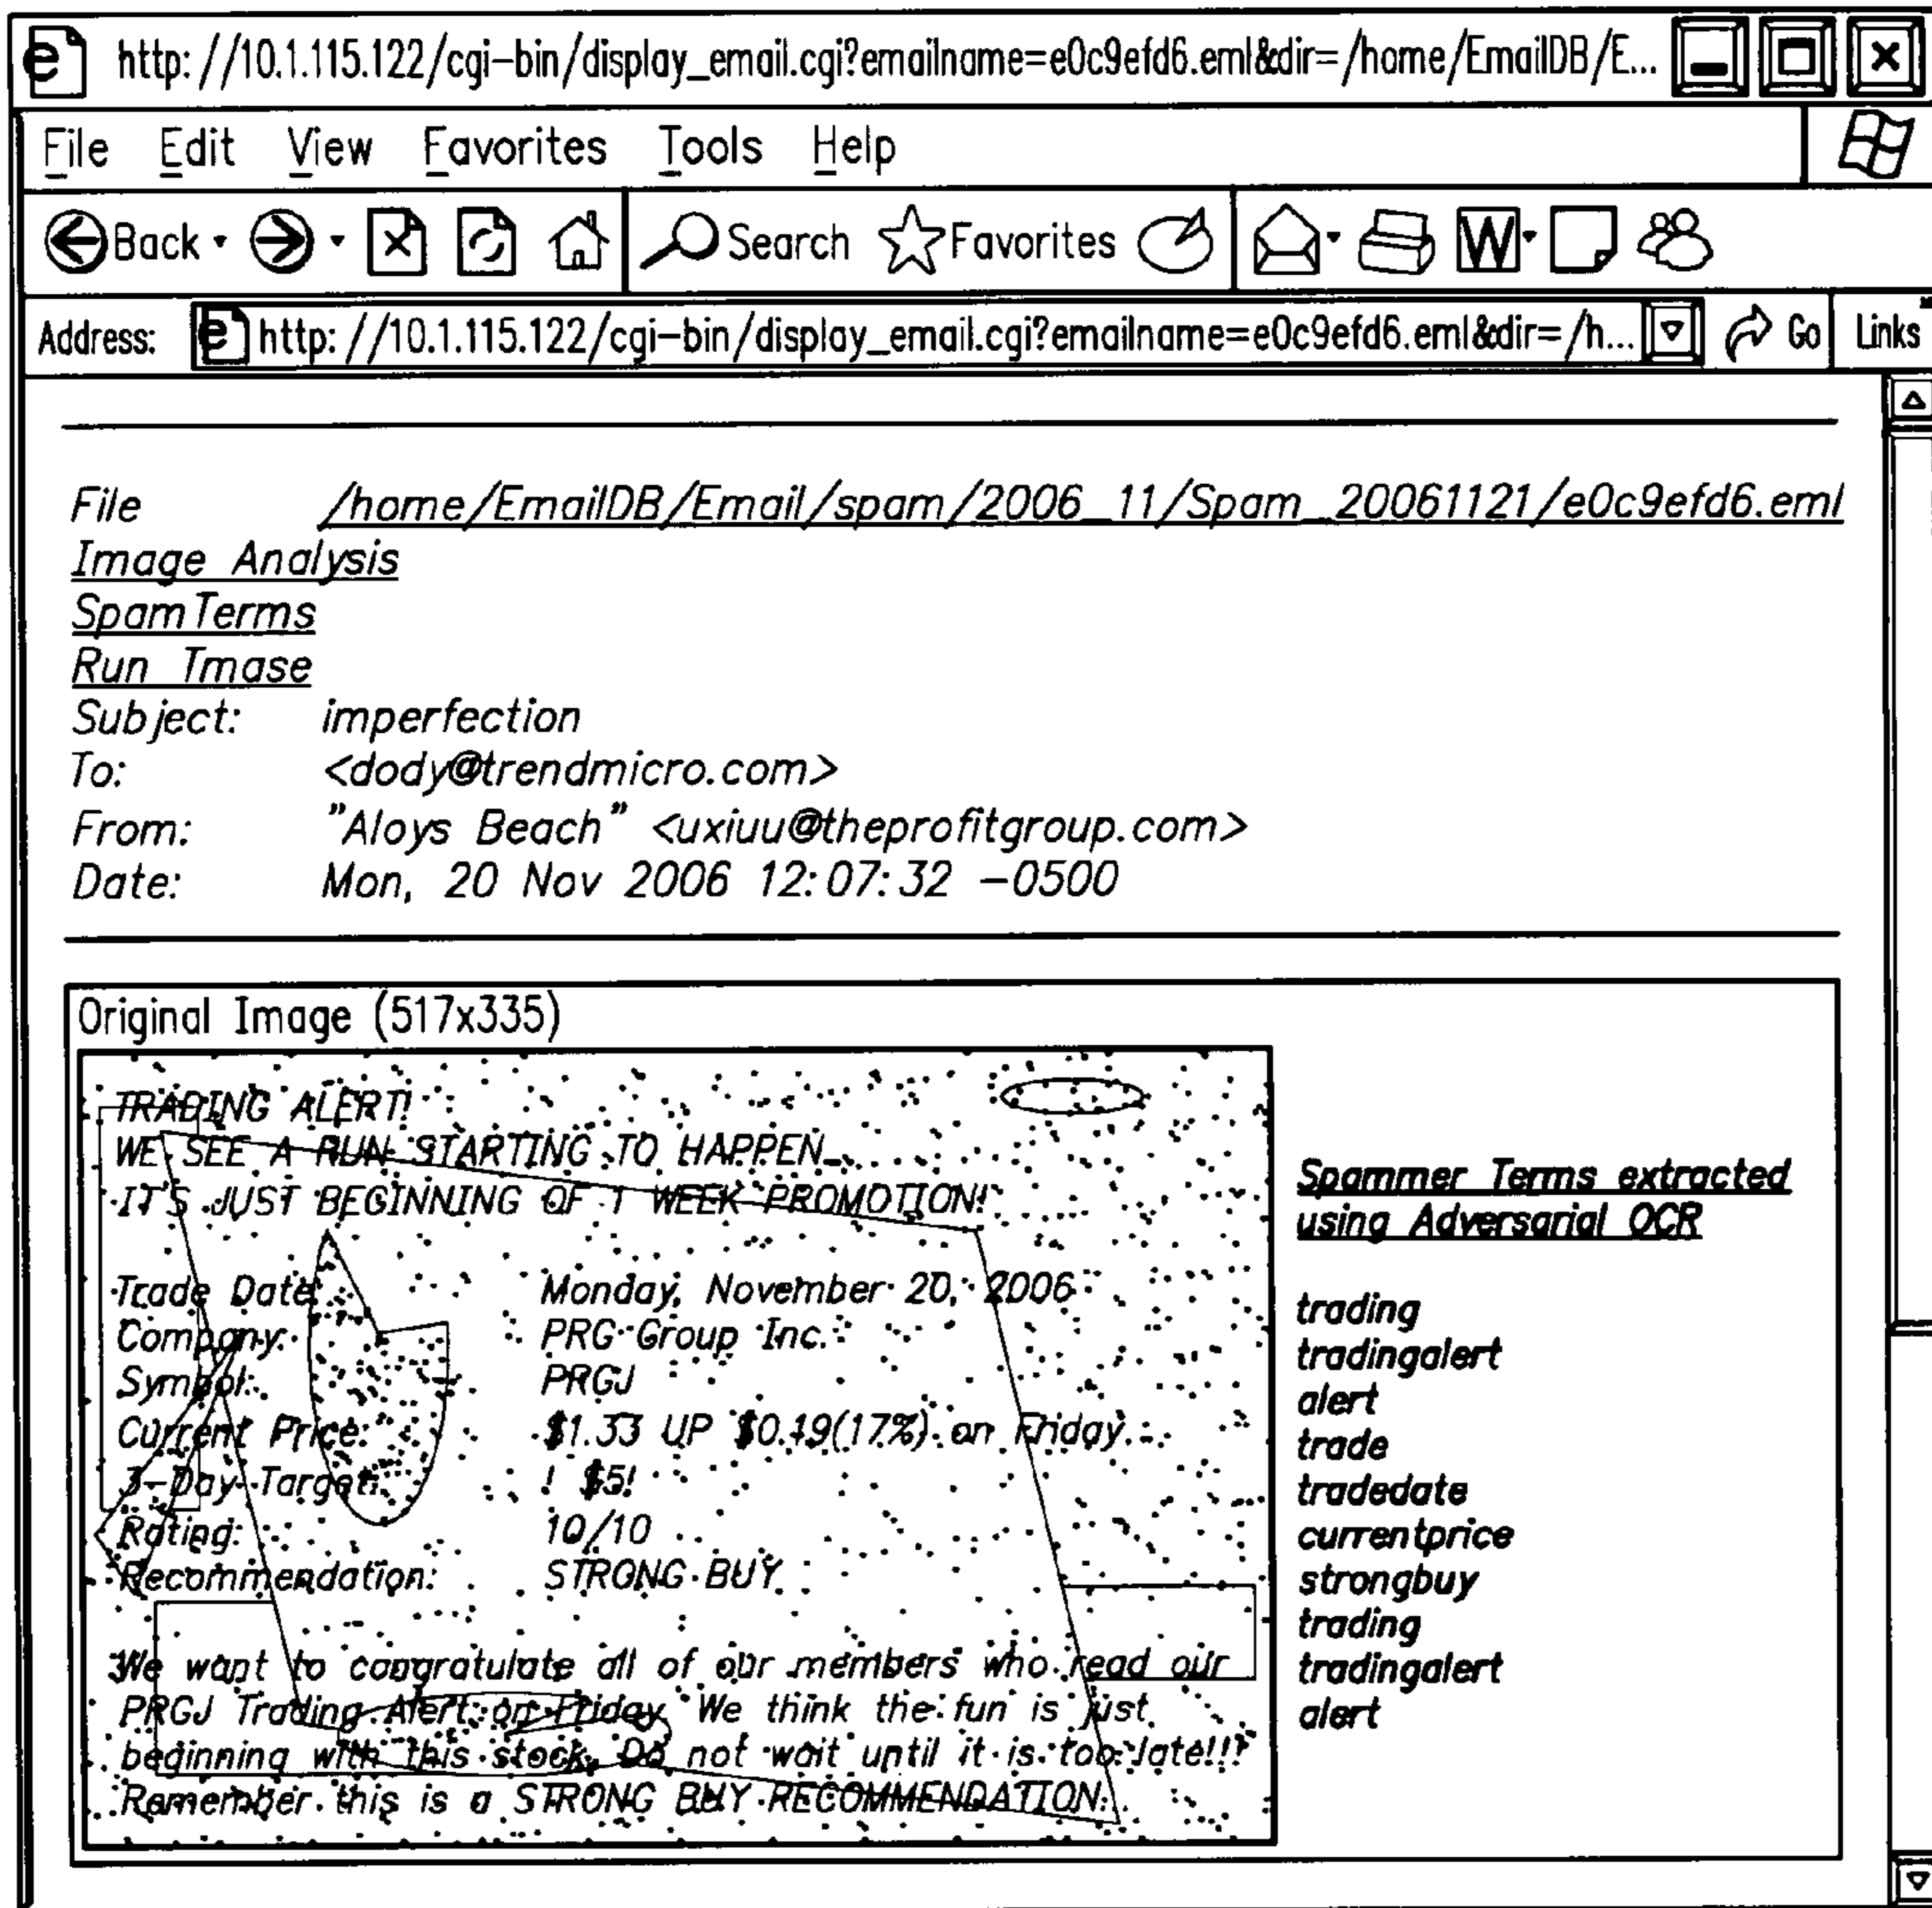 http://10.1.115.122/cgi-bin/display_email.cgi?emailname=e0c9efd6.eml&dir=/home/EmailDB/E...
File Edit View Favorites Tools Help
Back Search Favorites W
Address: http://10.1.115.122/cgi-bin/display_email.cgi?emailname=e0c9efd6.eml&dir=/h... Go Links
File /home/EmailDB/Email/spam/2006_11/Spam_20061121/e0c9efd6.eml
Image Analysis
SpamTerms
Run Tmase
Subject: imperfection
To: <dody@trendmicro.com>
From: "Aloys Beach" <uxiuu@theprofitgroup.com>
Date: Mon, 20 Nov 2006 12:07:32 -0500
Original Image (517x335)
TRADING ALERT!
WE SEE A RUN STARTING TO HAPPEN
IT'S JUST BEGINNING OF 1 WEEK PROMOTION!
Trade Date: Monday, November 20, 2006
Company: PRG Group Inc.
Symbol: PRGJ
Current Price: $1.33 UP $0.19(17%) on Friday.
3-Day Target: ! $5!
Rating: 10/10
Recommendation: STRONG BUY
We want to congratulate all of our members who read our
PRGJ Trading Alert on Friday. We think the fun is just
beginning with this stock. Do not wait until it is too late!!!
Remember this is a STRONG BUY RECOMMENDATION.
Spammer Terms extracted
using Adversarial OCR
trading
tradingalert
alert
trade
tradedate
currentprice
strongbuy
trading
tradingalert
alert